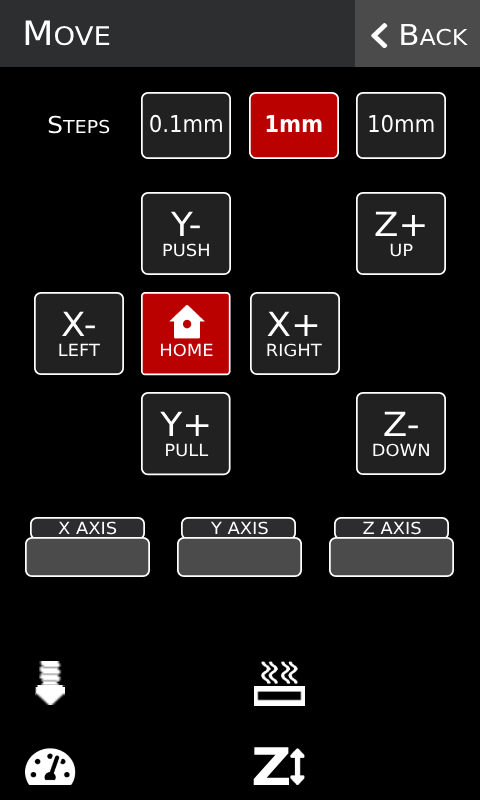 Move
Back
Steps
0.1mm
1mm
10mm
Y-
PUSH
Z+
UP
X-
LEFT
HOME
X+
RIGHT
Y+
PULL
Z-
DOWN
X AXIS
Y AXIS
Z AXIS
Z